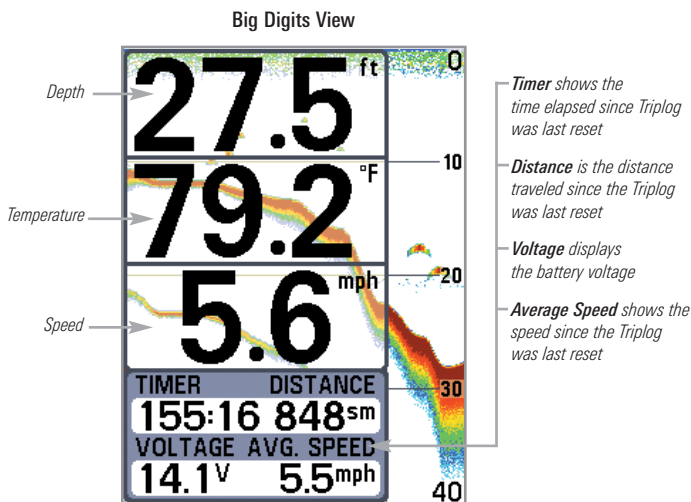 Big Digits View
Depth
27.5 ft
0
Temperature
79.2 °F
10
Speed
5.6 mph
20
30
TIMER DISTANCE
155:16 848sm
VOLTAGE AVG. SPEED
14.1V 5.5mph
40
Timer shows the
time elapsed since Triplog
was last reset
Distance is the distance
traveled since the Triplog
was last reset
Voltage displays
the battery voltage
Average Speed shows the
speed since the Triplog
was last reset